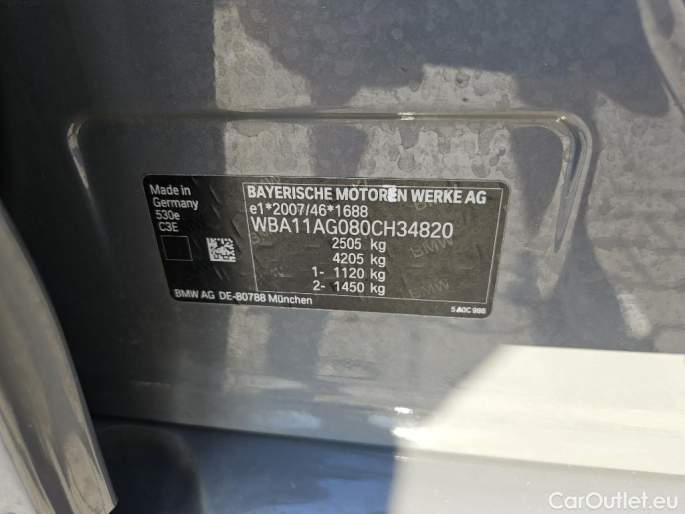 Made in
Germany
530e
C3E
BAYERISCHE MOTOREN WERKE AG
e1*2007/46*1688
WBA11AG080CH34820
2505 kg
4205 kg
1- 1120 kg
2- 1450 kg
BMW AG DE-80788 München
CarOutlet.eu